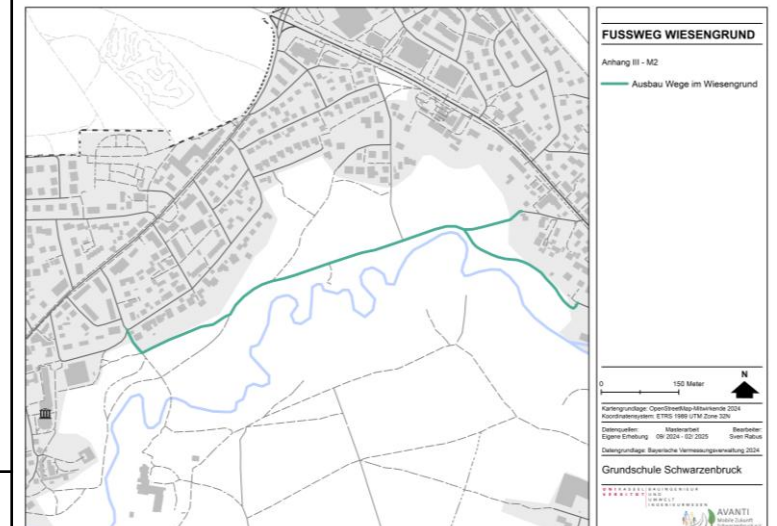 FUSSWEG WIESENGRUND
Anhang III - M2
Ausbau Wege im Wiesengrund
N
0 150 Meter
Kartengrundlage: OpenStreetMap-Mitwirkende 2024
Koordinatensystem: ETRS 1989 UTM Zone 32N
Datenquellen: Masterarbeit Bearbeiter:
Eigene Erhebung 09/ 2024 - 02/ 2025 Sven Rabus
Datengrundlage: Bayerische Vermessungsverwaltung 2024
Grundschule Schwarzenbruck
AVANTI
Mobile Zukunft